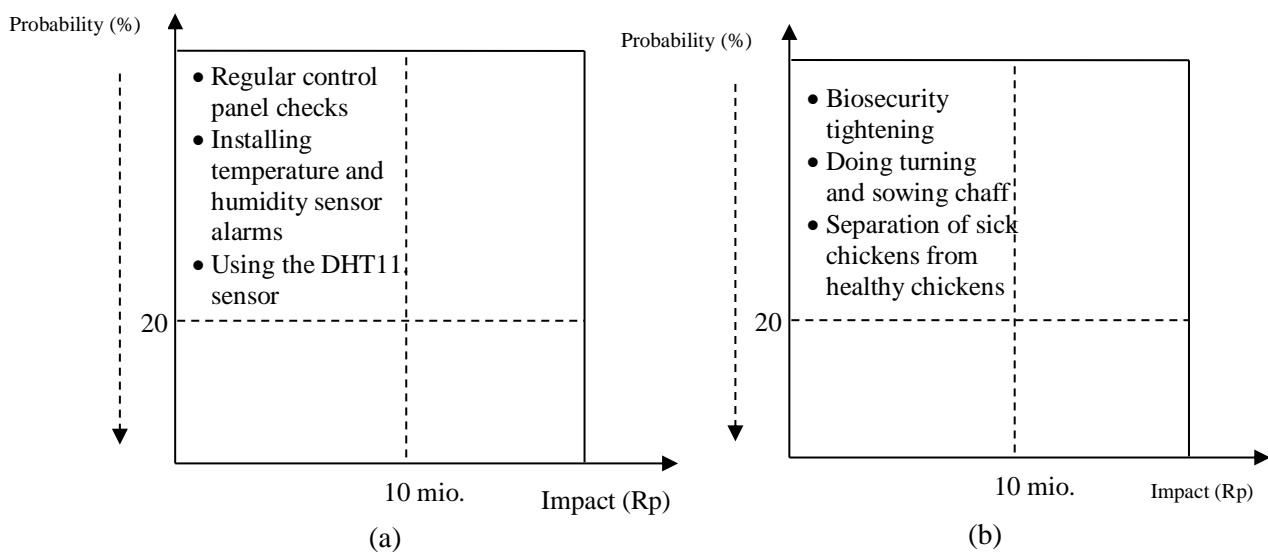 Probability (%)
• Regular control
panel checks
• Installing
temperature and
humidity sensor
alarms
• Using the DHT11
sensor
20
10 mio.
Impact (Rp)
(a)
Probability (%)
• Biosecurity
tightening
• Doing turning
and sowing chaff
• Separation of sick
chickens from
healthy chickens
20
10 mio.
Impact (Rp)
(b)